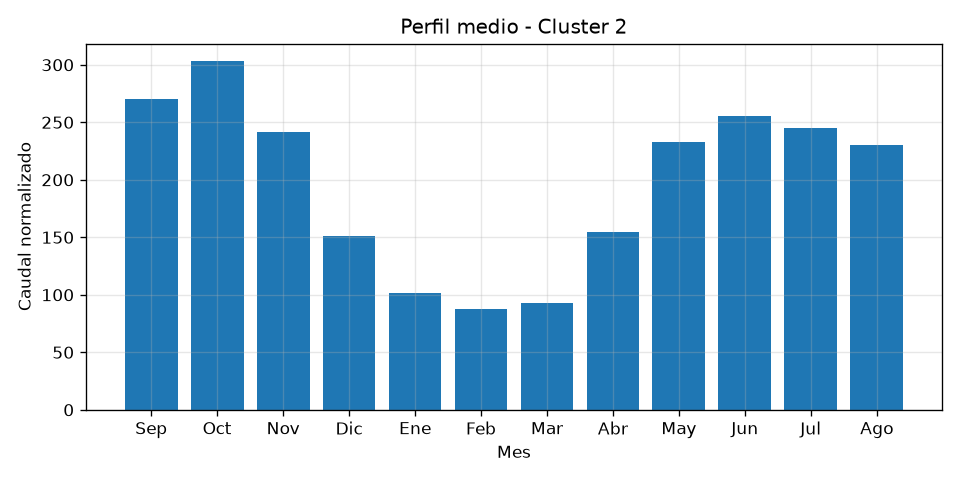 Perfil medio - Cluster 2
Caudal normalizado
300
250
200
150
100
50
0
Sep Oct Nov Dic Ene Feb Mar Abr May Jun Jul Ago
Mes